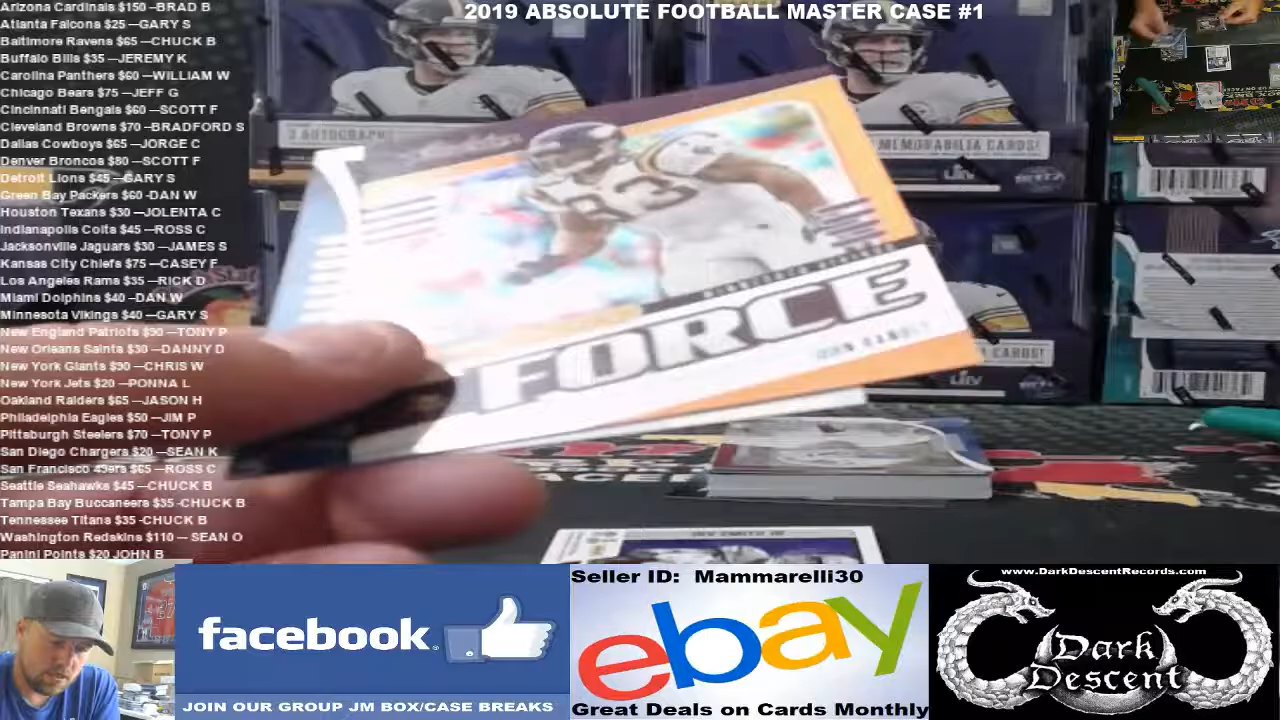 2019 ABSOLUTE FOOTBALL MASTER CASE #1
Arizona Cardinals $150 --BRAD B
Atlanta Falcons $25 --GARY S
Baltimore Ravens $65 --CHUCK B
Buffalo Bills $35 --JEREMY K
Carolina Panthers $60 --WILLIAM W
Chicago Bears $75 --JEFF G
Cincinnati Bengals $60 --SCOTT F
Cleveland Browns $70 --BRADFORD S
Dallas Cowboys $65 --JORGE C
Denver Broncos $80 --SCOTT F
Detroit Lions $45 --GARY S
Green Bay Packers $60 -DAN W
Houston Texans $30 --JOLENTA C
Indianapolis Colts $45 --ROSS C
Jacksonville Jaguars $30 --JAMES S
Kansas City Chiefs $75 --CASEY F
Los Angeles Rams $35 --RICK D
Miami Dolphins $40 --DAN W
Minnesota Vikings $40 --GARY S
New England Patriots $90 --TONY P
New Orleans Saints $30 --DANNY D
New York Giants $90 --CHRIS W
New York Jets $20 --PONNA L
Oakland Raiders $65 --JASON H
Philadelphia Eagles $50 --JIM P
Pittsburgh Steelers $70 --TONY P
San Diego Chargers $20 --SEAN K
San Francisco 49ers $65 --ROSS C
Seattle Seahawks $45 --CHUCK B
Tampa Bay Buccaneers $35 -CHUCK B
Tennessee Titans $35 -CHUCK B
Washington Redskins $110 -- SEAN O
Panini Points $20 JOHN B
MEMORABILIA CARDS!
LIV
93
FORCE
CARDS!
LIV
facebook
JOIN OUR GROUP JM BOX/CASE BREAKS
Seller ID: Mammarelli30
ebay
Great Deals on Cards Monthly
www.DarkDescentRecords.com
Dark
Descent